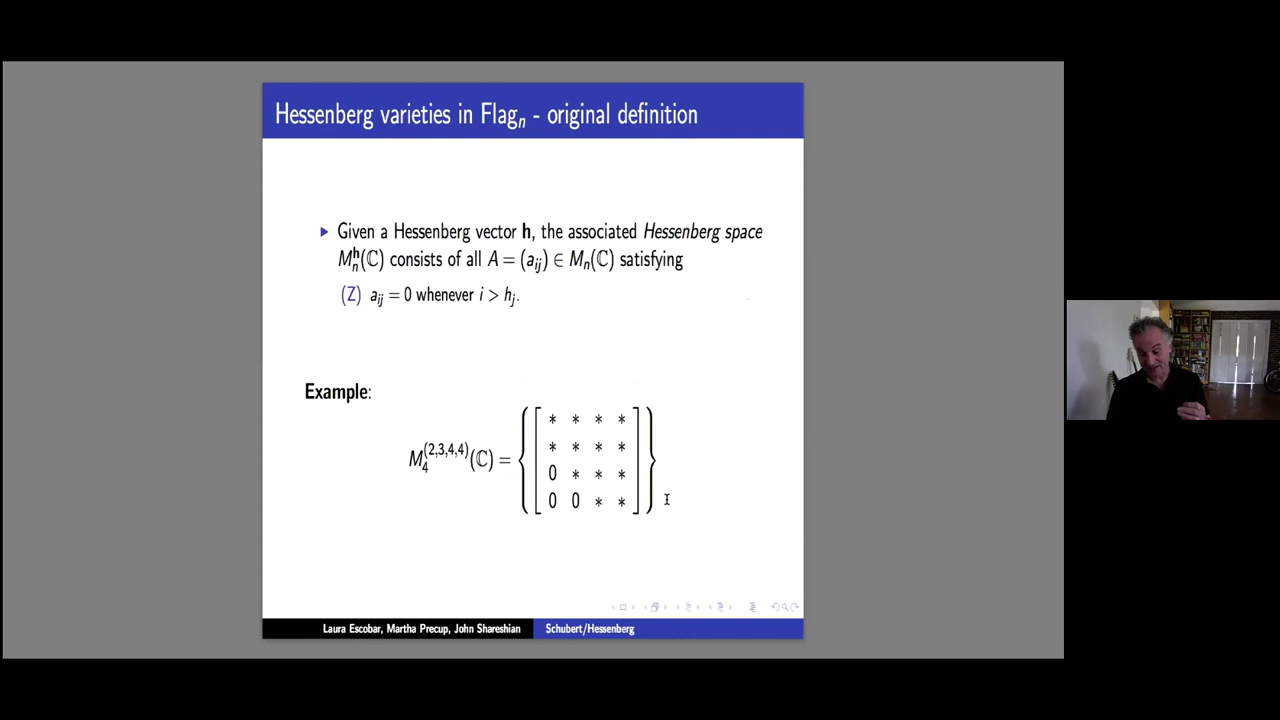 Hessenberg varieties in Flagₙ - original definition
▶ Given a Hessenberg vector h, the associated Hessenberg space
Mₙʰ(ℂ) consists of all A = (aᵢⱼ) ∈ Mₙ(ℂ) satisfying
(Z) aᵢⱼ = 0 whenever i > hⱼ.
Example:
M₄^(2,3,4,4)(ℂ) = { [ * * * *
* * * *
0 * * *
0 0 * * ] }
Laura Escobar, Martha Precup, John Shareshian Schubert/Hessenberg